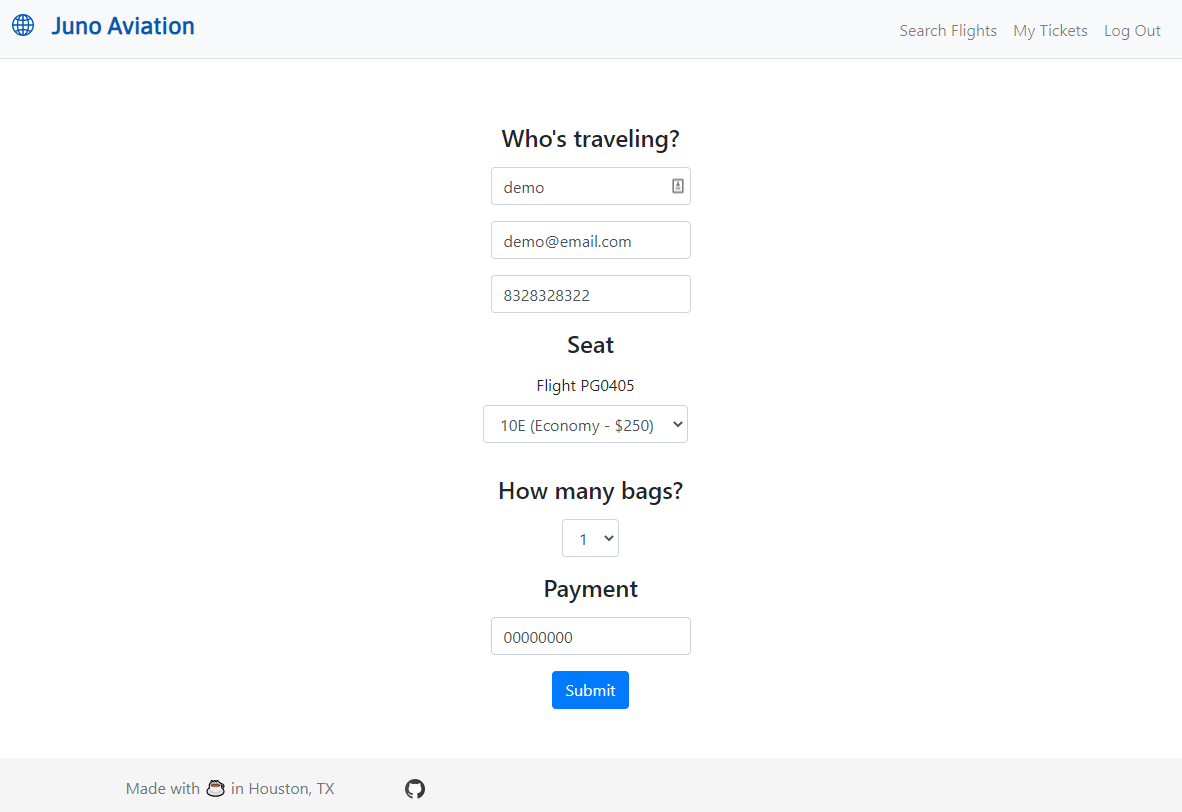 Juno Aviation
Search Flights My Tickets Log Out
Who's traveling?
demo
demo@email.com
8328328322
Seat
Flight PG0405
10E (Economy - $250)
How many bags?
1
Payment
00000000
Submit
Made with ☕ in Houston, TX